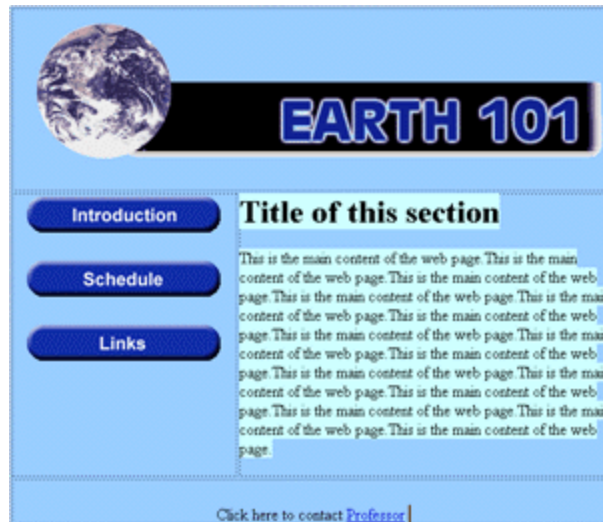 EARTH 101
Introduction
Schedule
Links
Title of this section
This is the main content of the web page.This is the main
content of the web page.This is the main content of the web
page.This is the main content of the web page.This is the mai
content of the web page.This is the main content of the web
page.This is the main content of the web page.This is the mai
content of the web page.This is the main content of the web
page.This is the main content of the web page.This is the mai
content of the web page.This is the main content of the web
page.This is the main content of the web page.This is the mai
content of the web page.This is the main content of the web
page.
Click here to contact Professor